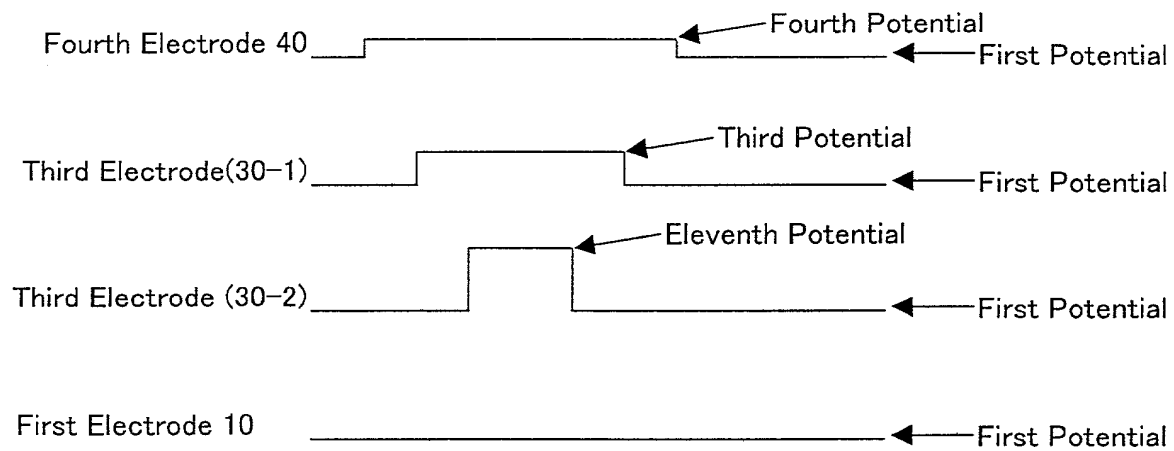 Fourth Electrode 40
Fourth Potential
First Potential
Third Electrode(30-1)
Third Potential
First Potential
Third Electrode (30-2)
Eleventh Potential
First Potential
First Electrode 10
First Potential